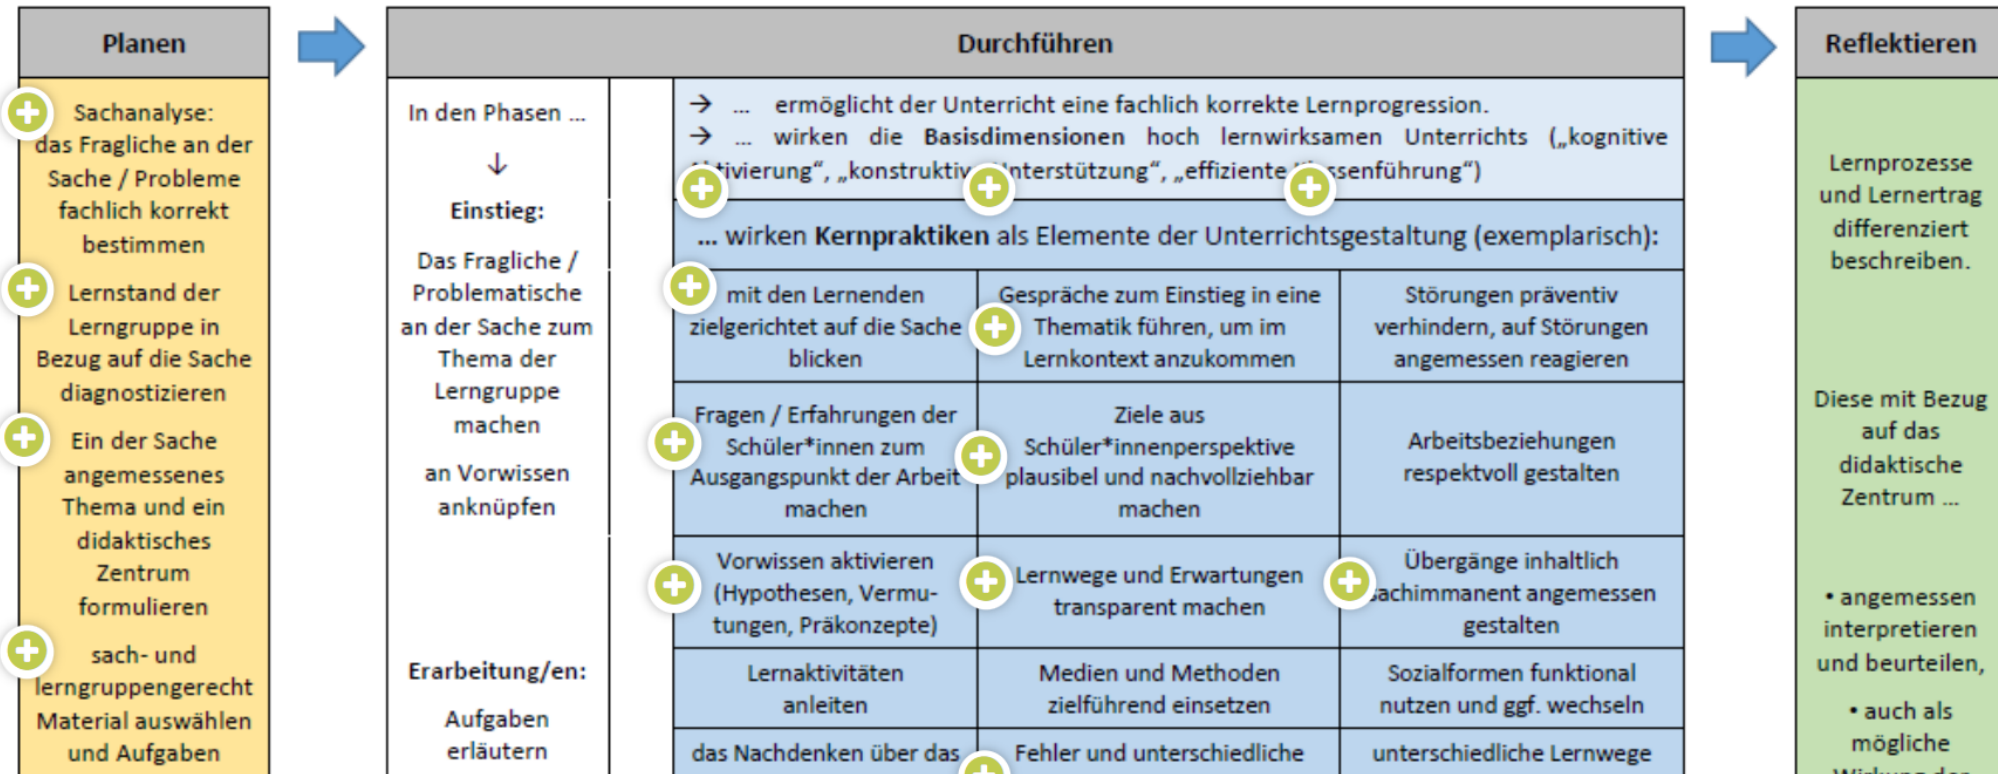 Planen
Sachanalyse:
das Fragliche an der
Sache / Probleme
fachlich korrekt
bestimmen
Lernstand der
Lerngruppe in
Bezug auf die Sache
diagnostizieren
Ein der Sache
angemessenes
Thema und ein
didaktisches
Zentrum
formulieren
sach- und
lerngruppengerecht
Material auswählen
und Aufgaben
Durchführen
In den Phasen ...
↓
Einstieg:
Das Fragliche /
Problematische
an der Sache zum
Thema der
Lerngruppe
machen
an Vorwissen
anknüpfen
Erarbeitung/en:
Aufgaben
erläutern
→ ... ermöglicht der Unterricht eine fachlich korrekte Lernprogression.
→ ... wirken die Basisdimensionen hoch lernwirksamen Unterrichts („kognitive
Aktivierung“, „konstruktive Unterstützung“, „effiziente Klassenführung“)
... wirken Kernpraktiken als Elemente der Unterrichtsgestaltung (exemplarisch):
mit den Lernenden
zielgerichtet auf die Sache
blicken
Gespräche zum Einstieg in eine
Thematik führen, um im
Lernkontext anzukommen
Störungen präventiv
verhindern, auf Störungen
angemessen reagieren
Fragen / Erfahrungen der
Schüler*innen zum
Ausgangspunkt der Arbeit
machen
Ziele aus
Schüler*innenperspektive
plausibel und nachvollziehbar
machen
Arbeitsbeziehungen
respektvoll gestalten
Vorwissen aktivieren
(Hypothesen, Vermu-
tungen, Präkonzepte)
Lernwege und Erwartungen
transparent machen
Übergänge inhaltlich
sachimmanent angemessen
gestalten
Lernaktivitäten
anleiten
Medien und Methoden
zielführend einsetzen
Sozialformen funktional
nutzen und ggf. wechseln
das Nachdenken über das
Fehler und unterschiedliche
unterschiedliche Lernwege
Reflektieren
Lernprozesse
und Lernertrag
differenziert
beschreiben.
Diese mit Bezug
auf das
didaktische
Zentrum ...
• angemessen
interpretieren
und beurteilen,
• auch als
mögliche
Wirkung der